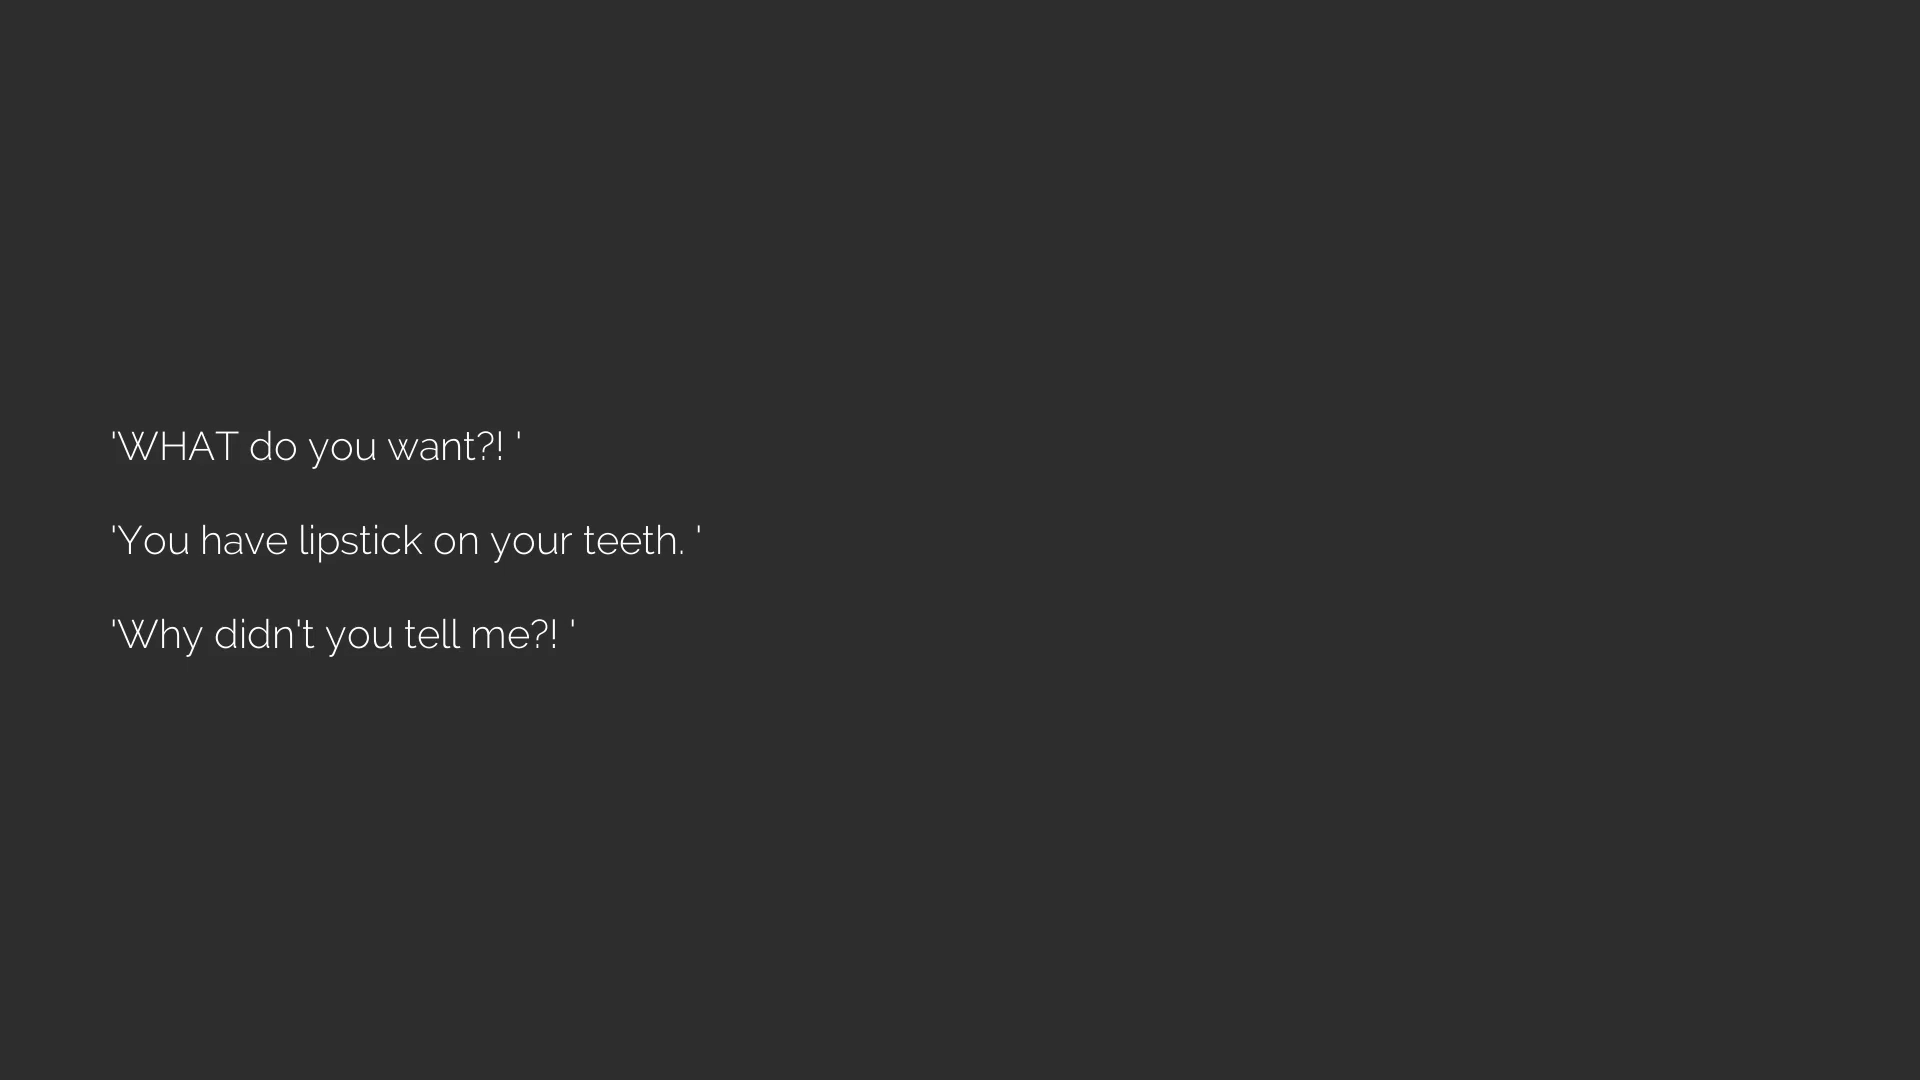 'WHAT do you want?! '
'You have lipstick on your teeth. '
'Why didn't you tell me?! '